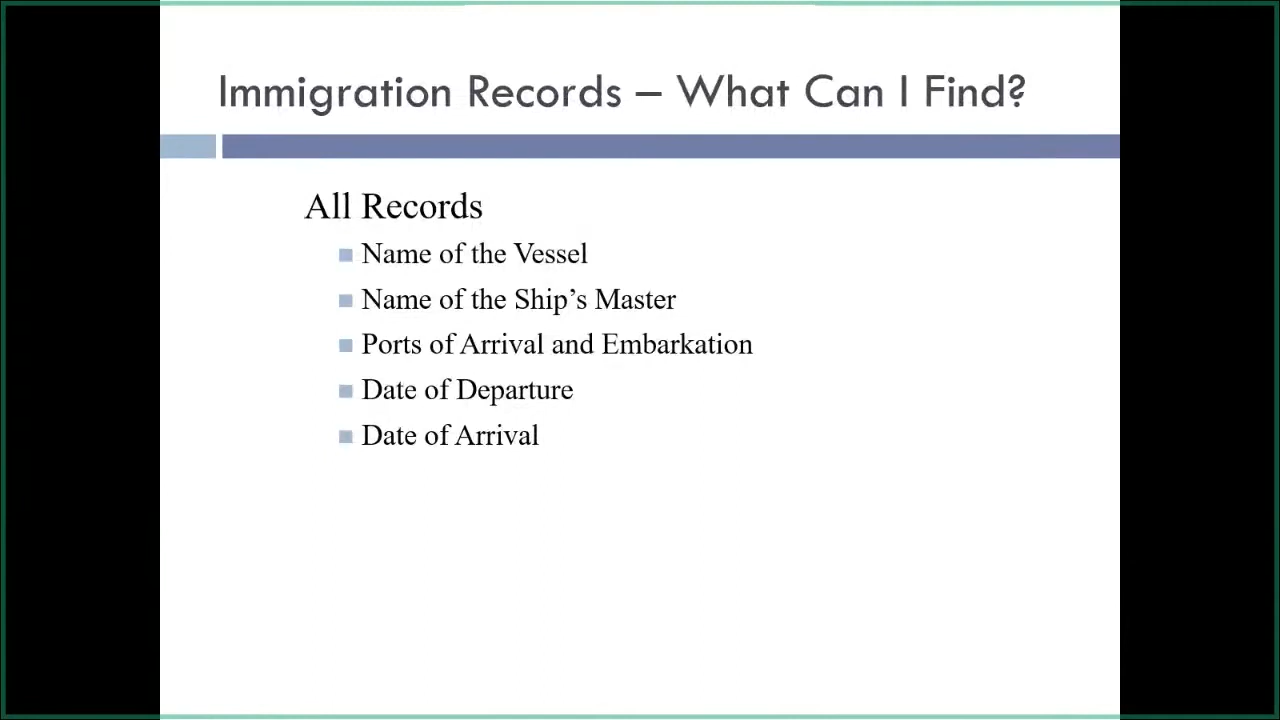 Immigration Records – What Can I Find?
All Records
Name of the Vessel
Name of the Ship’s Master
Ports of Arrival and Embarkation
Date of Departure
Date of Arrival